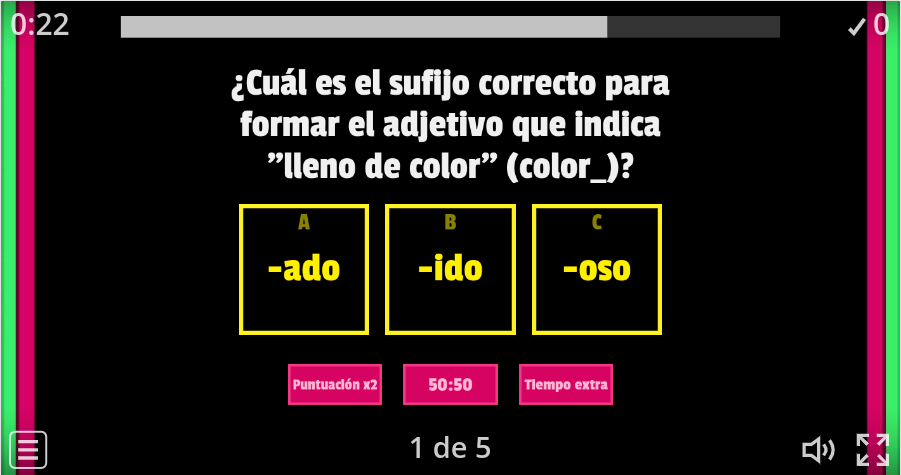 0:22
✓0
¿Cuál es el sufijo correcto para
formar el adjetivo que indica
”lleno de color” (color_)?
A
-ado
B
-ido
C
-oso
Puntuación x2
50:50
Tiempo extra
1 de 5